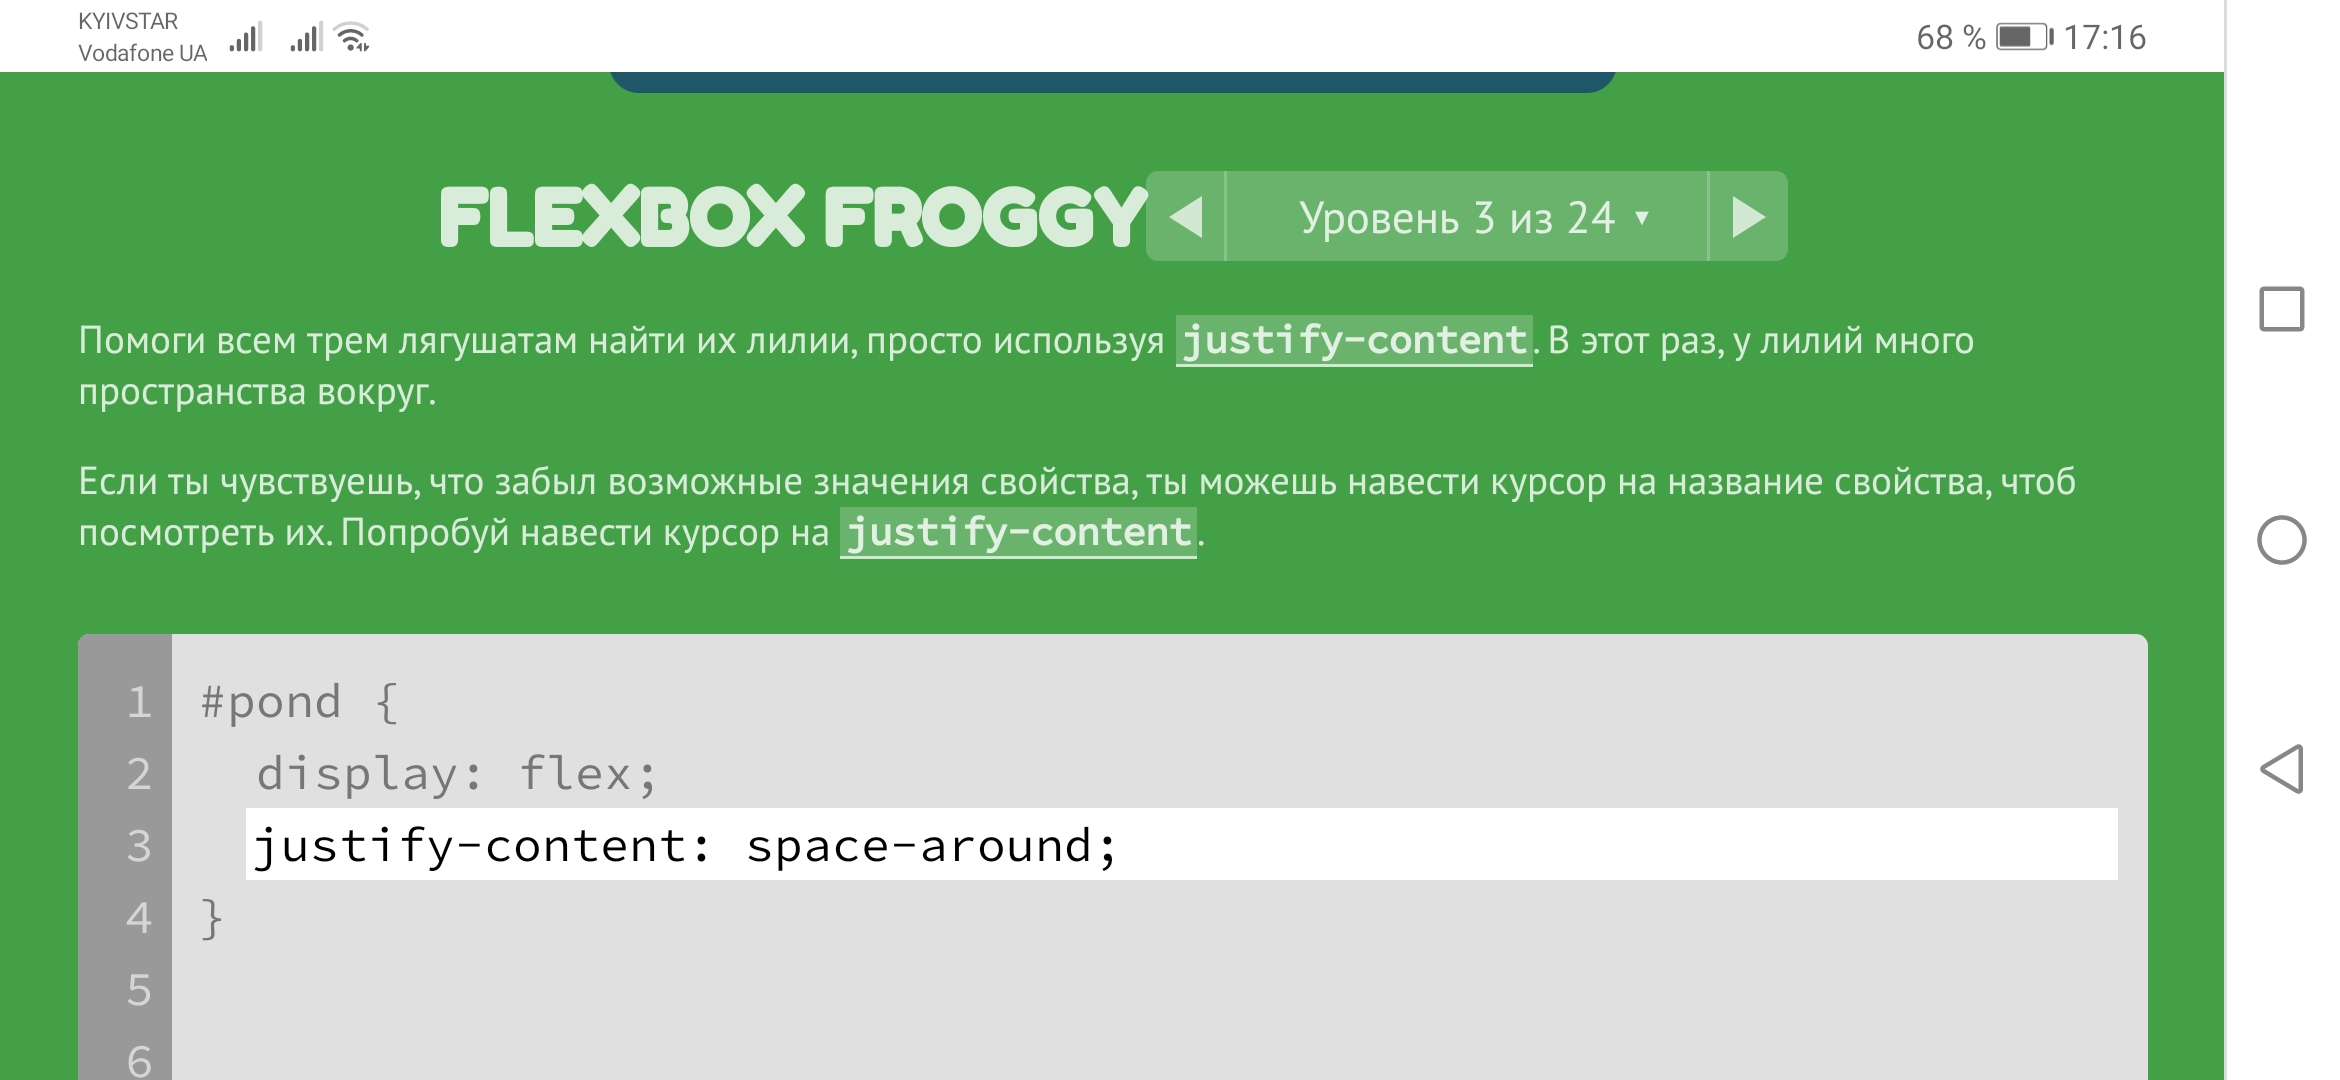 KYIVSTAR
Vodafone UA
68 % 17:16
FLEXBOX FROGGY
◀ Уровень 3 из 24 ▼ ▶
Помоги всем трем лягушатам найти их лилии, просто используя justify-content. В этот раз, у лилий много
пространства вокруг.
Если ты чувствуешь, что забыл возможные значения свойства, ты можешь навести курсор на название свойства, чтоб
посмотреть их. Попробуй навести курсор на justify-content.
1 #pond {
2 display: flex;
3 justify-content: space-around;
4 }
5
6